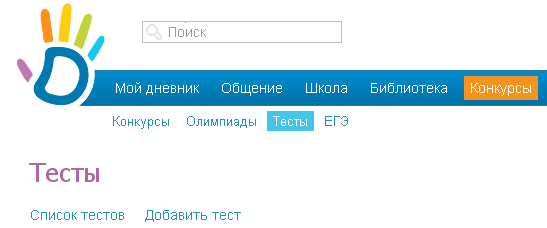 Поиск
Мой дневник Общение Школа Библиотека Конкурсы
Конкурсы Олимпиады Тесты ЕГЭ
Тесты
Список тестов Добавить тест